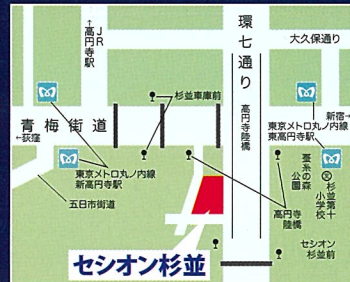 ↑JR
高円寺駅
環七通り
大久保通り
杉並車庫前
高円寺陸橋
新宿→
東京メトロ丸ノ内線
←東高円寺駅
青梅街道
←荻窪
東京メトロ丸ノ内線
新高円寺駅
五日市街道
蚕糸の森
公園
文
杉並第十
小学校
高円寺
陸橋
セシオン
杉並前
セシオン杉並